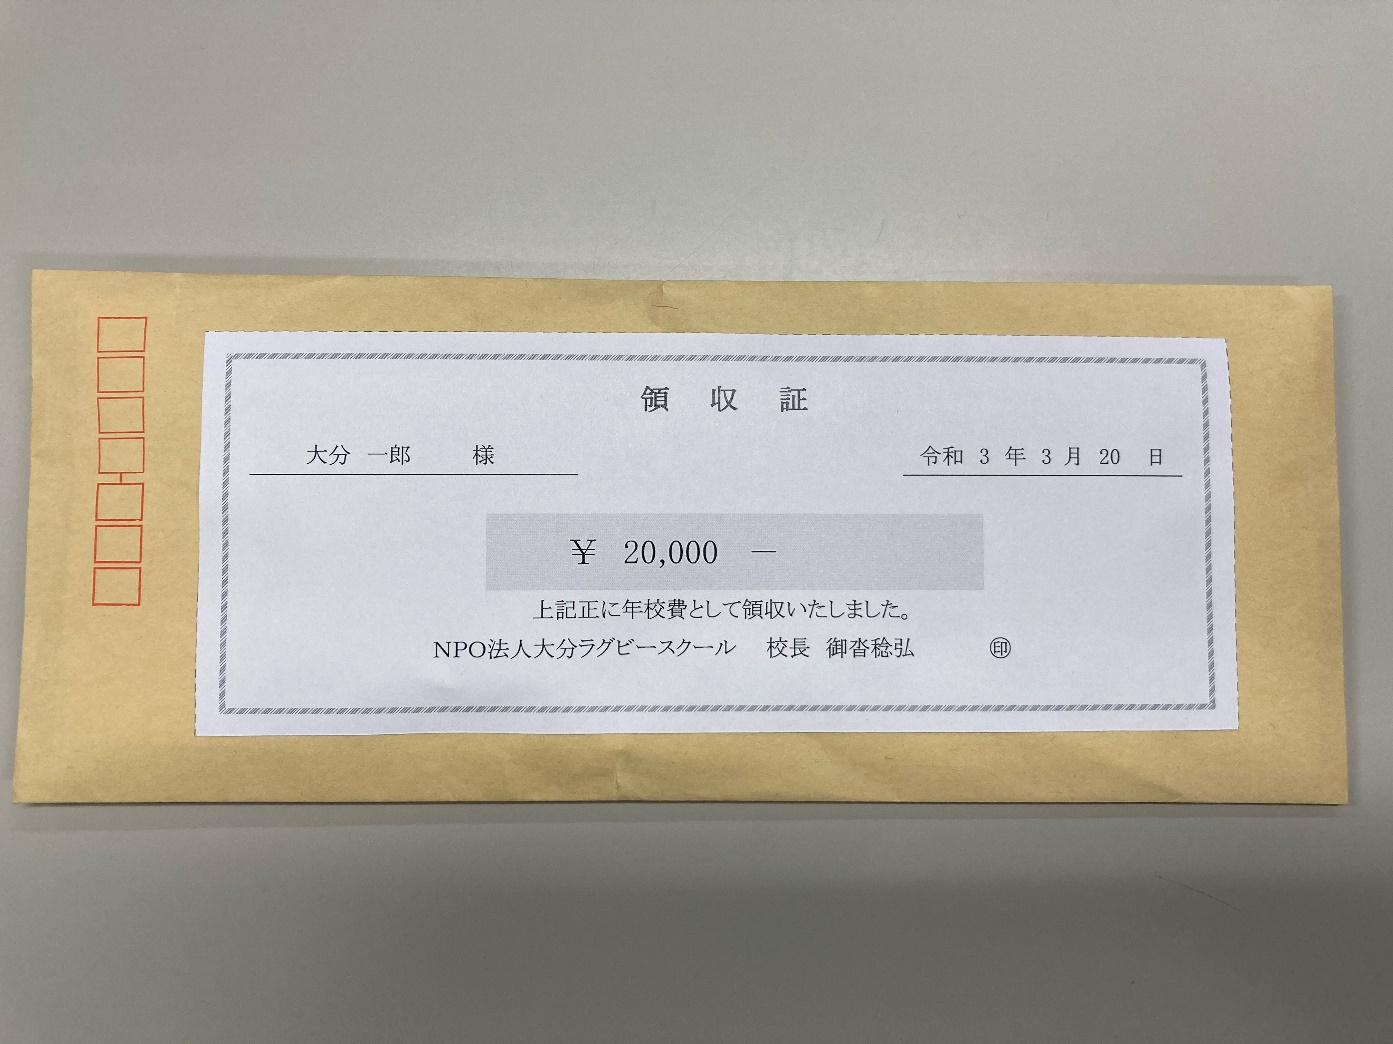 領 収 証
大分 一郎 様
令和 3 年 3 月 20 日
￥ 20,000 －
上記正に年校費として領収いたしました。
NPO法人大分ラグビースクール 校長 御沓稔弘 ㊞